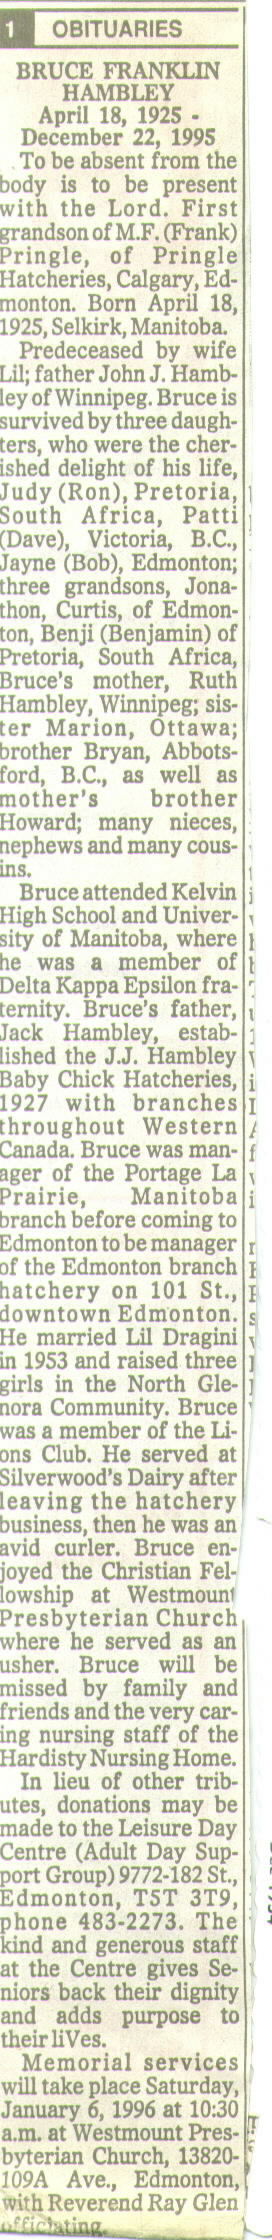 1 OBITUARIES
BRUCE FRANKLIN
HAMBLEY
April 18, 1925 -
December 22, 1995
To be absent from the
body is to be present
with the Lord. First
grandson of M.F. (Frank)
Pringle, of Pringle
Hatcheries, Calgary, Ed-
monton. Born April 18,
1925, Selkirk, Manitoba.
Predeceased by wife
Lil; father John J. Hamb-
ley of Winnipeg. Bruce is
survived by three daugh-
ters, who were the cher-
ished delight of his life,
Judy (Ron), Pretoria,
South Africa, Patti
(Dave), Victoria, B.C.,
Jayne (Bob), Edmonton;
three grandsons, Jona-
thon, Curtis, of Edmon-
ton, Benji (Benjamin) of
Pretoria, South Africa,
Bruce's mother, Ruth
Hambley, Winnipeg; sis-
ter Marion, Ottawa;
brother Bryan, Abbots-
ford, B.C., as well as
mother's brother
Howard; many nieces,
nephews and many cous-
ins.
Bruce attended Kelvin
High School and Univer-
sity of Manitoba, where
he was a member of
Delta Kappa Epsilon fra-
ternity. Bruce's father,
Jack Hambley, estab-
lished the J.J. Hambley
Baby Chick Hatcheries,
1927 with branches
throughout Western
Canada. Bruce was man-
ager of the Portage La
Prairie, Manitoba
branch before coming to
Edmonton to be manager
of the Edmonton branch
hatchery on 101 St.,
downtown Edmonton.
He married Lil Dragini
in 1953 and raised three
girls in the North Gle-
nora Community. Bruce
was a member of the Li-
ons Club. He served at
Silverwood's Dairy after
leaving the hatchery
business, then he was an
avid curler. Bruce en-
joyed the Christian Fel-
lowship at Westmount
Presbyterian Church
where he served as an
usher. Bruce will be
missed by family and
friends and the very car-
ing nursing staff of the
Hardisty Nursing Home.
In lieu of other trib-
utes, donations may be
made to the Leisure Day
Centre (Adult Day Sup-
port Group) 9772-182 St.,
Edmonton, T5T 3T9,
phone 483-2273. The
kind and generous staff
at the Centre gives Se-
niors back their dignity
and adds purpose to
their liVes.
Memorial services
will take place Saturday,
January 6, 1996 at 10:30
a.m. at Westmount Pres-
byterian Church, 13820-
109A Ave., Edmonton,
with Reverend Ray Glen
officiating.